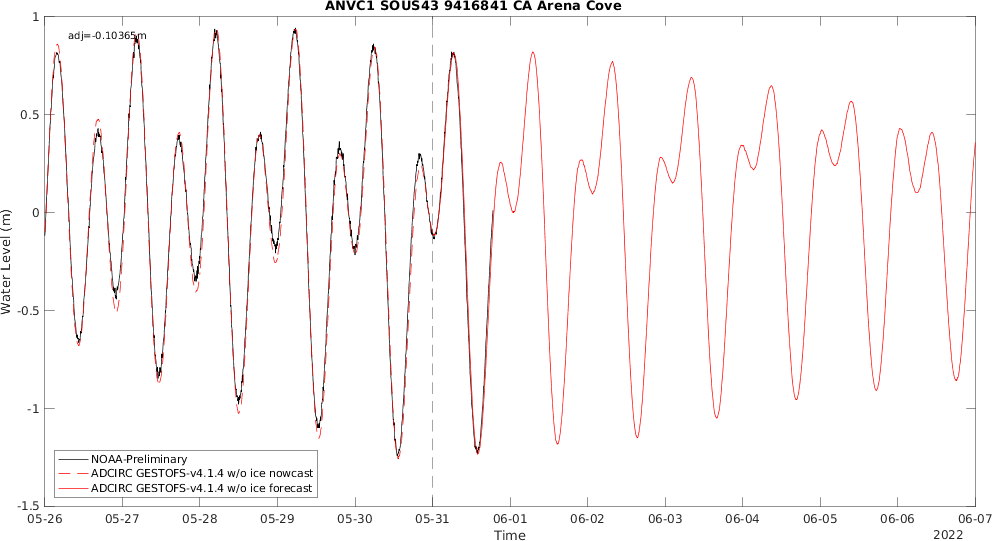 ANVC1 SOUS43 9416841 CA Arena Cove
adj=-0.10365m
Water Level (m)
1
0.5
0
-0.5
-1
-1.5
NOAA-Preliminary
ADCIRC GESTOFS-v4.1.4 w/o ice nowcast
ADCIRC GESTOFS-v4.1.4 w/o ice forecast
05-26 05-27 05-28 05-29 05-30 05-31 06-01 06-02 06-03 06-04 06-05 06-06 06-07
Time
2022